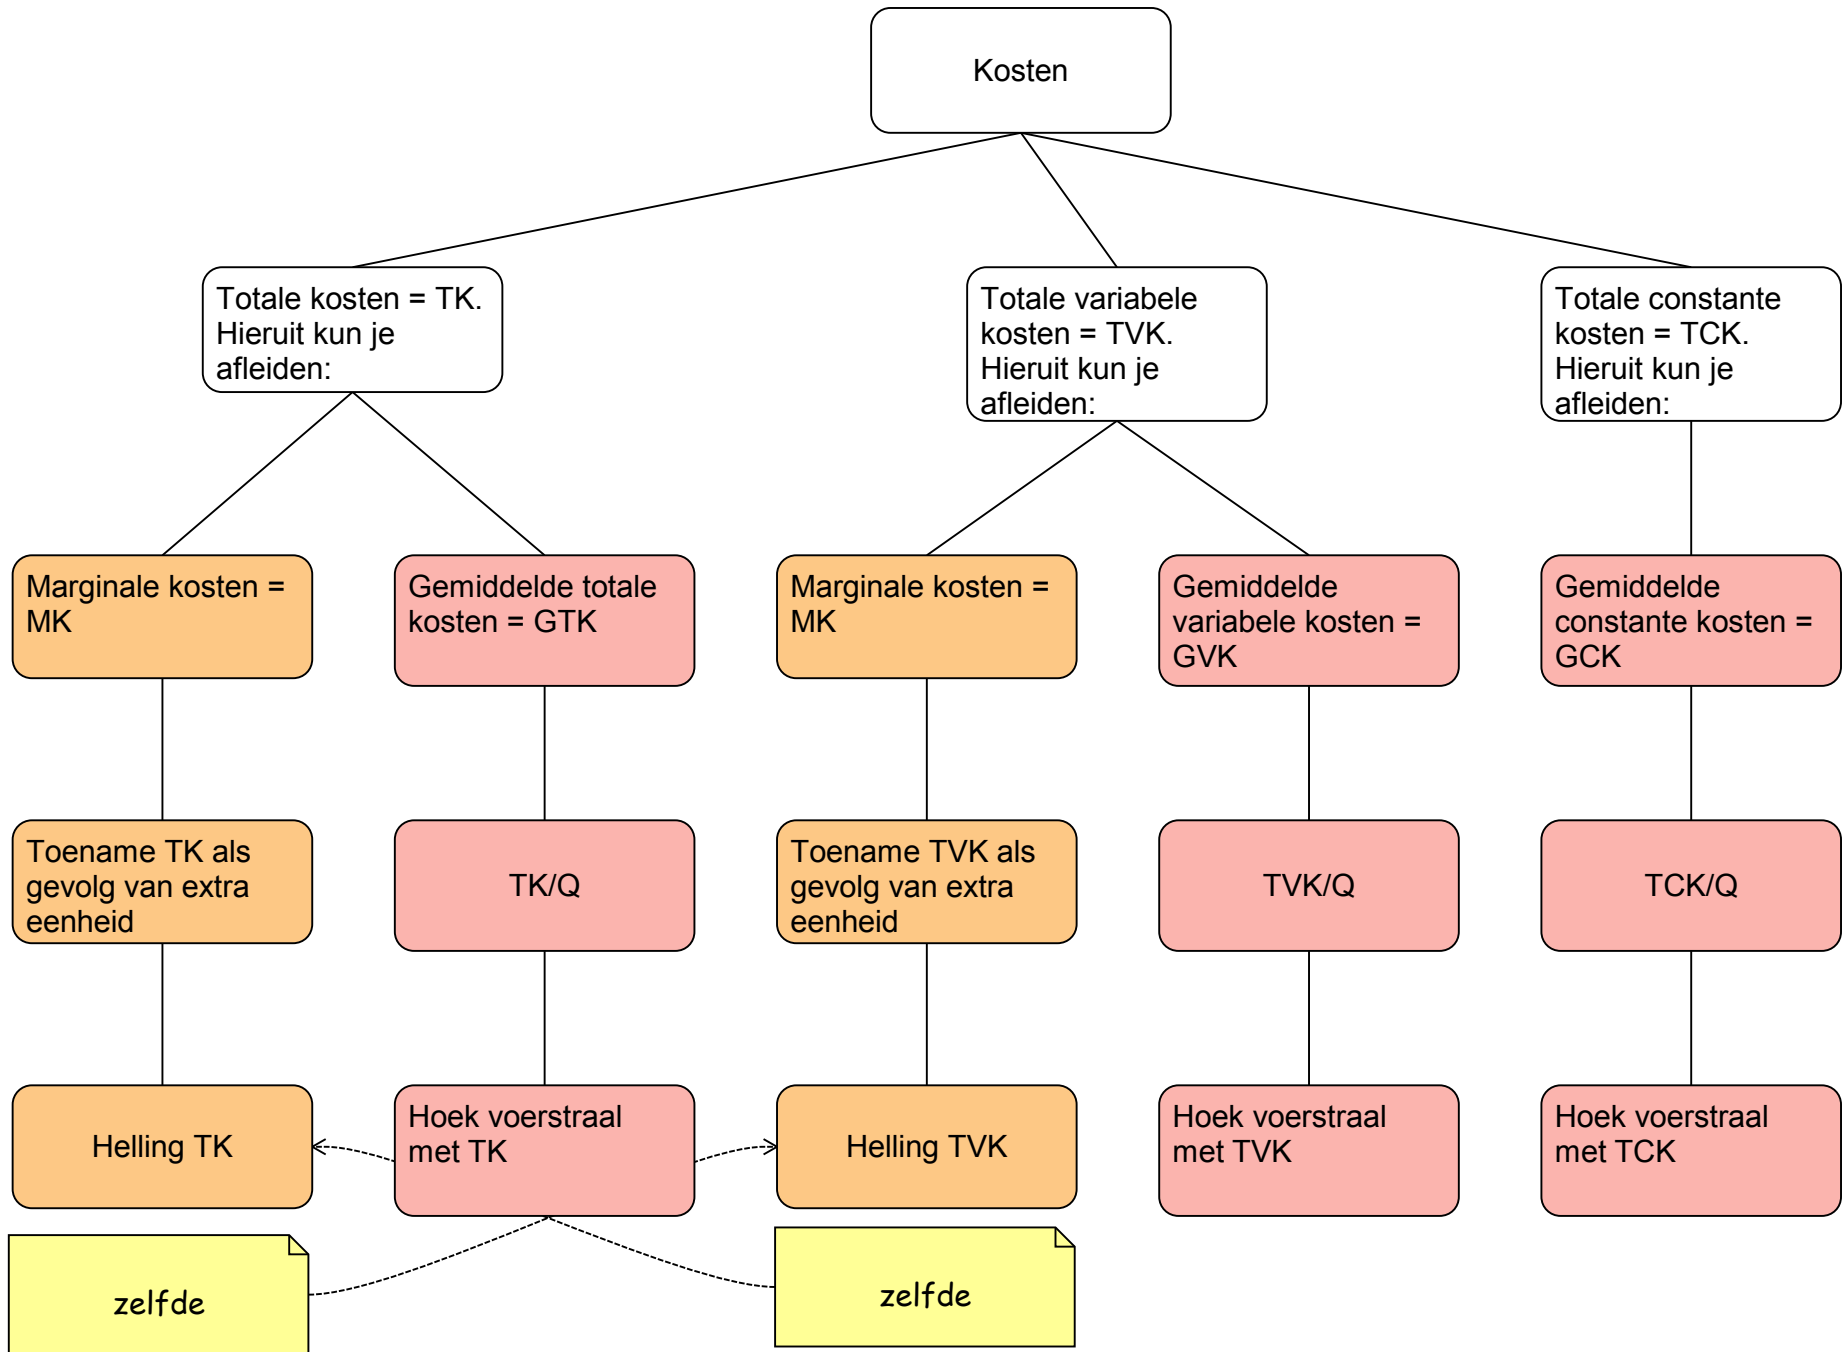 Kosten
Totale kosten = TK.
Hieruit kun je
afleiden:
Totale variabele
kosten = TVK.
Hieruit kun je
afleiden:
Totale constante
kosten = TCK.
Hieruit kun je
afleiden:
Marginale kosten =
MK
Gemiddelde totale
kosten = GTK
Marginale kosten =
MK
Gemiddelde
variabele kosten =
GVK
Gemiddelde
constante kosten =
GCK
Toename TK als
gevolg van extra
eenheid
TK/Q
Toename TVK als
gevolg van extra
eenheid
TVK/Q
TCK/Q
Helling TK
Hoek voerstraal
met TK
Helling TVK
Hoek voerstraal
met TVK
Hoek voerstraal
met TCK
zelfde
zelfde